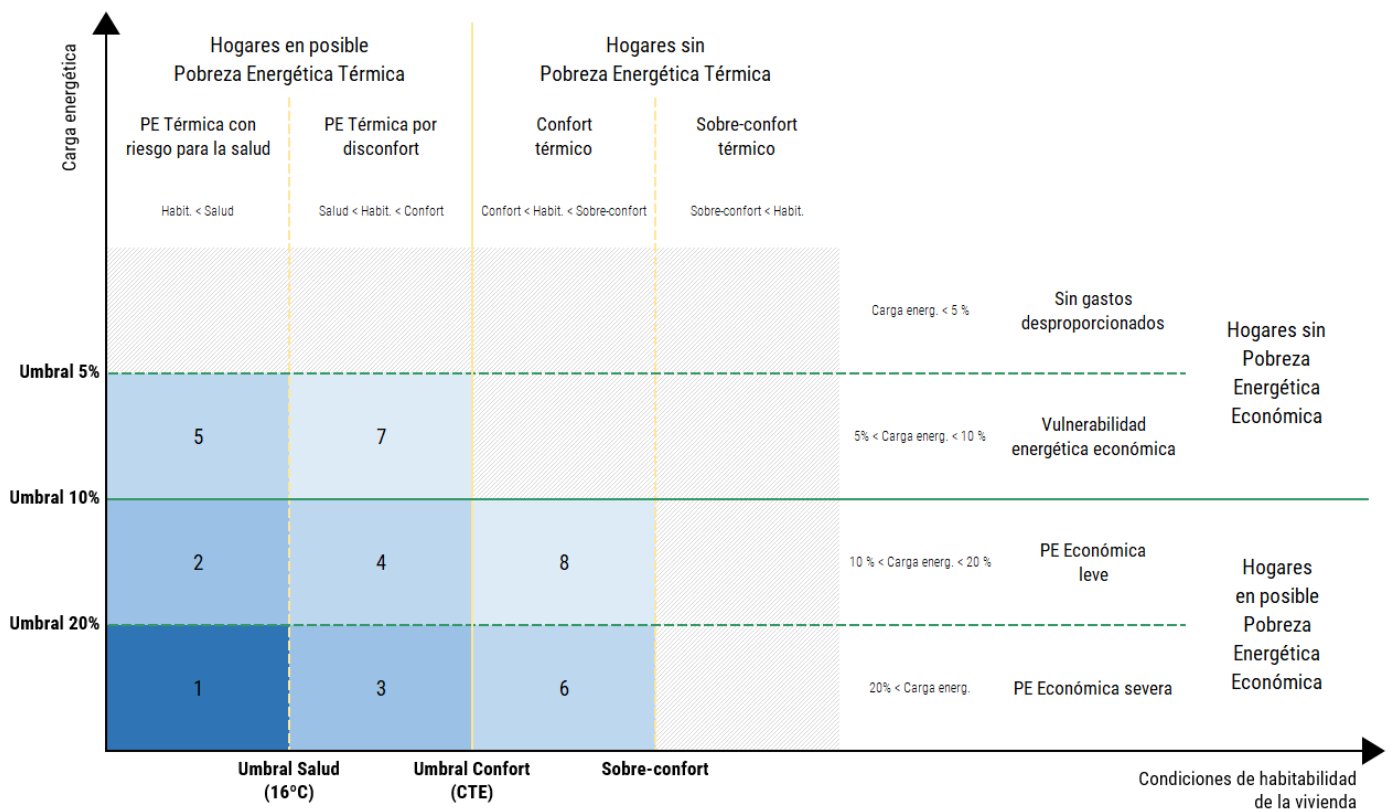 Carga energética
Hogares en posible
Pobreza Energética Térmica
Hogares sin
Pobreza Energética Térmica
PE Térmica con
riesgo para la salud
PE Térmica por
disconfort
Confort
térmico
Sobre-confort
térmico
Habit. < Salud
Salud < Habit. < Confort
Confort < Habit. < Sobre-confort
Sobre-confort < Habit.
Carga energ. < 5 %
Sin gastos
desproporcionados
Hogares sin
Pobreza
Energética
Económica
Umbral 5%
5
7
5% < Carga energ. < 10 %
Vulnerabilidad
energética económica
Umbral 10%
2
4
8
10 % < Carga energ. < 20 %
PE Económica
leve
Hogares
en posible
Pobreza
Energética
Económica
Umbral 20%
1
3
6
20% < Carga energ.
PE Económica severa
Umbral Salud
(16ºC)
Umbral Confort
(CTE)
Sobre-confort
Condiciones de habitabilidad
de la vivienda